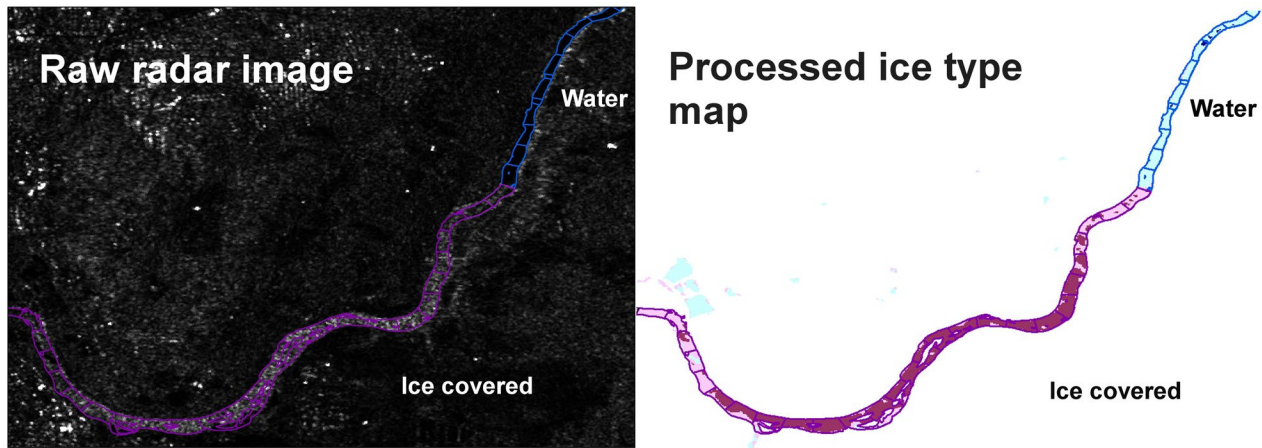 Raw radar image
Water
Ice covered
Processed ice type
map
Water
Ice covered